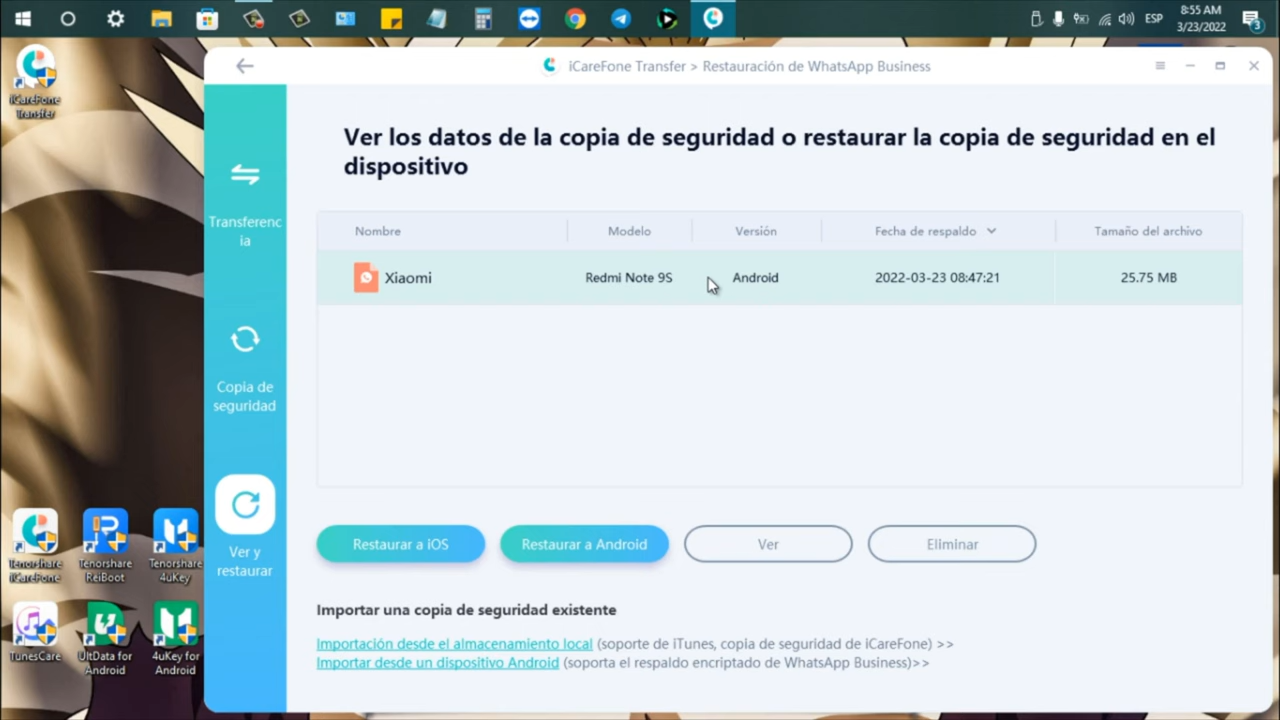 ESP
8:55 AM
3/23/2022
3
iCareFone
Transfer
iCareFone Transfer > Restauración de WhatsApp Business
Ver los datos de la copia de seguridad o restaurar la copia de seguridad en el
dispositivo
Transferenc
ia
Copia de
seguridad
Ver y
restaurar
Nombre Modelo Versión Fecha de respaldo Tamaño del archivo
Xiaomi Redmi Note 9S Android 2022-03-23 08:47:21 25.75 MB
Restaurar a iOS Restaurar a Android Ver Eliminar
Importar una copia de seguridad existente
Importación desde el almacenamiento local (soporte de iTunes, copia de seguridad de iCareFone) >>
Importar desde un dispositivo Android (soporta el respaldo encriptado de WhatsApp Business)>>
Tenorshare Tenorshare Tenorshare
iCareFone ReiBoot 4uKey
TunesCare UltData for 4uKey for
Android Android